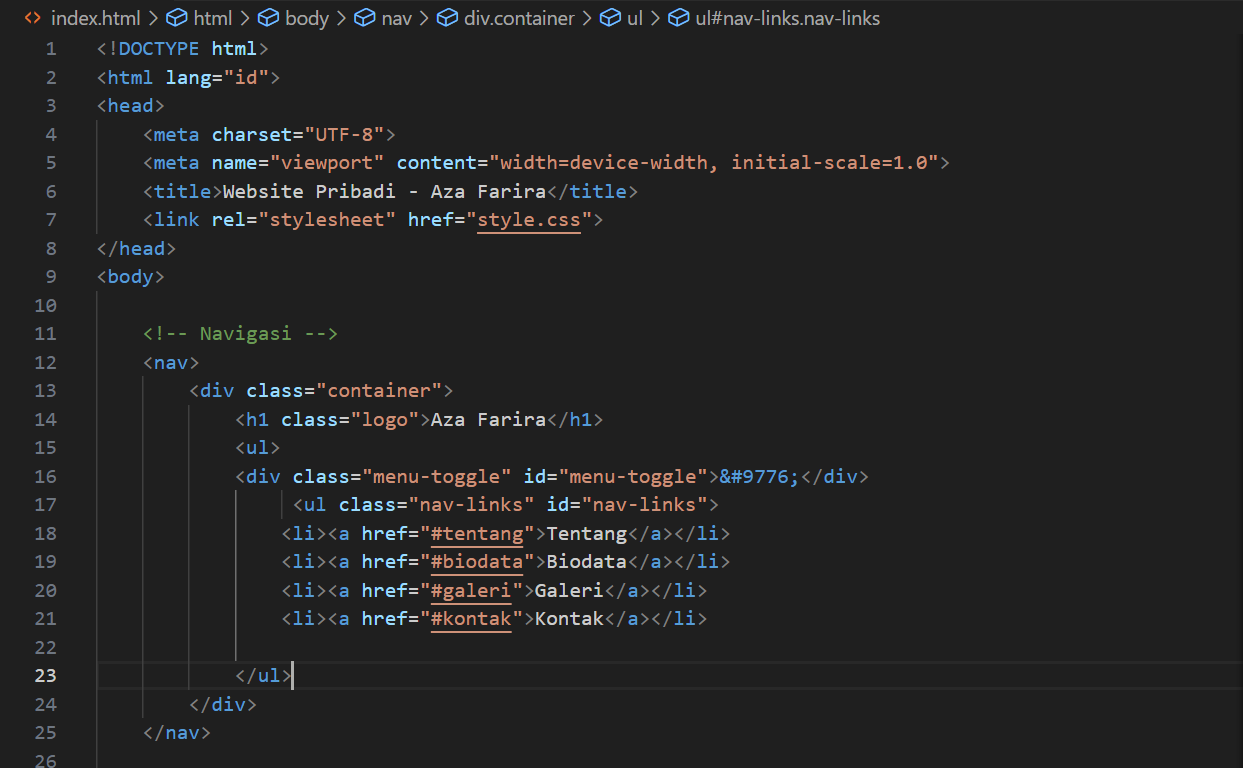 index.html > html > body > nav > div.container > ul > ul#nav-links.nav-links
1 <!DOCTYPE html>
2 <html lang="id">
3 <head>
4     <meta charset="UTF-8">
5     <meta name="viewport" content="width=device-width, initial-scale=1.0">
6     <title>Website Pribadi - Aza Farira</title>
7     <link rel="stylesheet" href="style.css">
8 </head>
9 <body>
10
11     <!-- Navigasi -->
12     <nav>
13         <div class="container">
14             <h1 class="logo">Aza Farira</h1>
15             <ul>
16             <div class="menu-toggle" id="menu-toggle">&#9776;</div>
17                  <ul class="nav-links" id="nav-links">
18                 <li><a href="#tentang">Tentang</a></li>
19                 <li><a href="#biodata">Biodata</a></li>
20                 <li><a href="#galeri">Galeri</a></li>
21                 <li><a href="#kontak">Kontak</a></li>
22
23             </ul>
24         </div>
25     </nav>
26